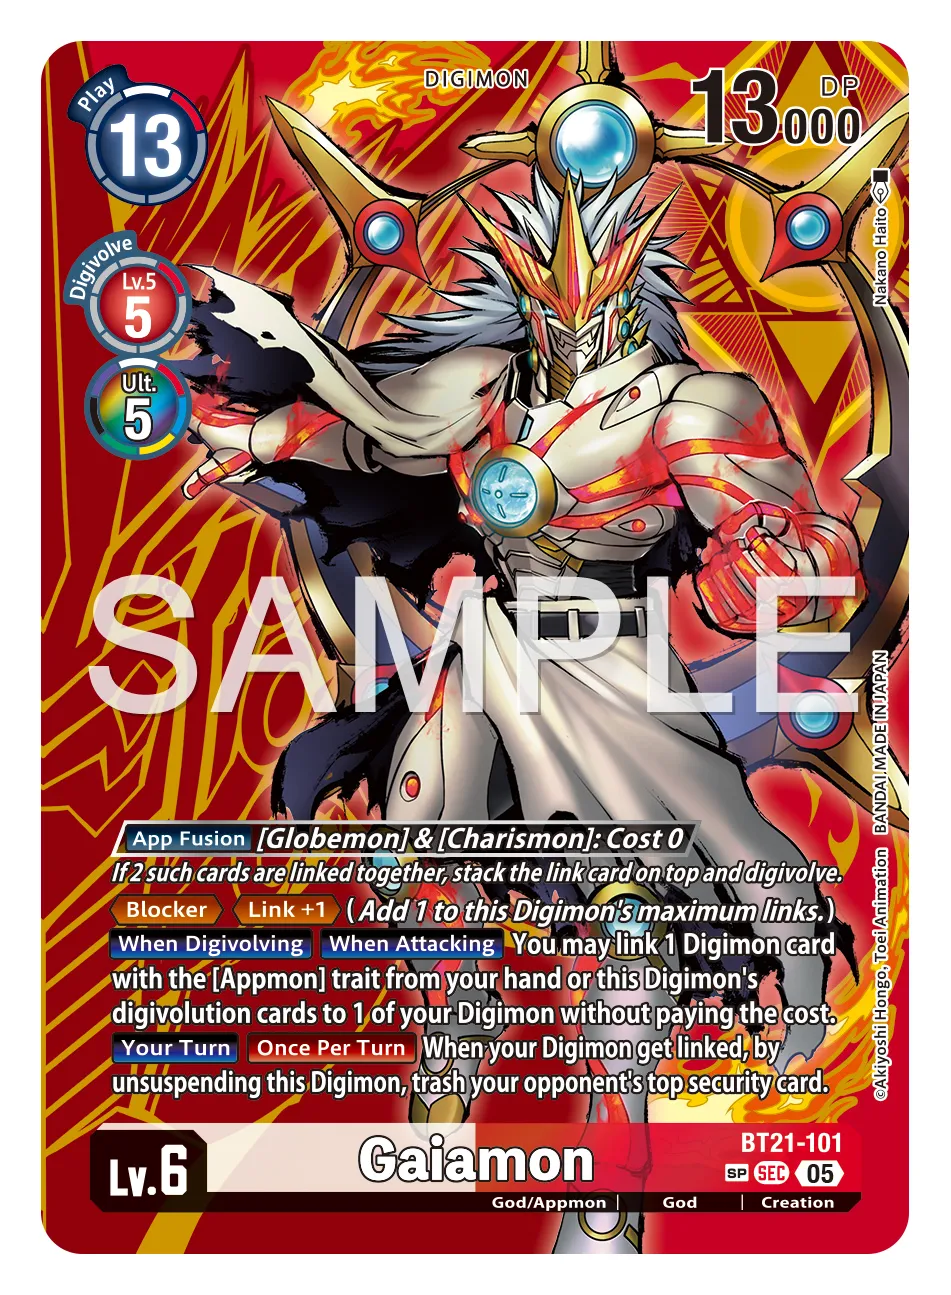 DIGIMON
Play
13
13000 DP
Digivolve
Lv.5
5
Ult.
5
Nakano Haito
SAMPLE
App Fusion [Globemon] & [Charismon]: Cost 0
If 2 such cards are linked together, stack the link card on top and digivolve.
Blocker Link +1 (Add 1 to this Digimon's maximum links.)
When Digivolving When Attacking You may link 1 Digimon card
with the [Appmon] trait from your hand or this Digimon's
digivolution cards to 1 of your Digimon without paying the cost.
Your Turn Once Per Turn When your Digimon get linked, by
unsuspending this Digimon, trash your opponent's top security card.
©Akiyoshi Hongo, Toei Animation BANDAI MADE IN JAPAN
BT21-101
Lv.6 Gaiamon
SP SEC 05
God/Appmon | God | Creation